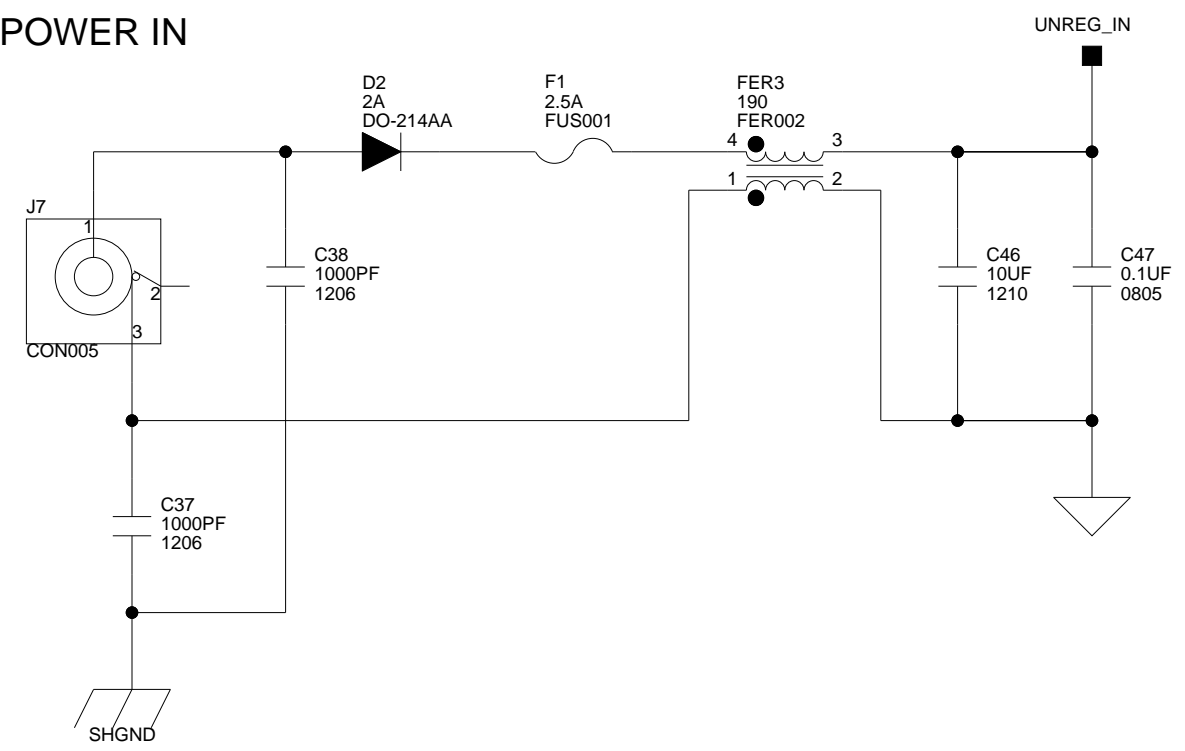 POWER IN
UNREG_IN
D2
2A
DO-214AA
F1
2.5A
FUS001
FER3
190
FER002
4
3
1
2
J7
1
2
3
CON005
C38
1000PF
1206
C46
10UF
1210
C47
0.1UF
0805
C37
1000PF
1206
SHGND